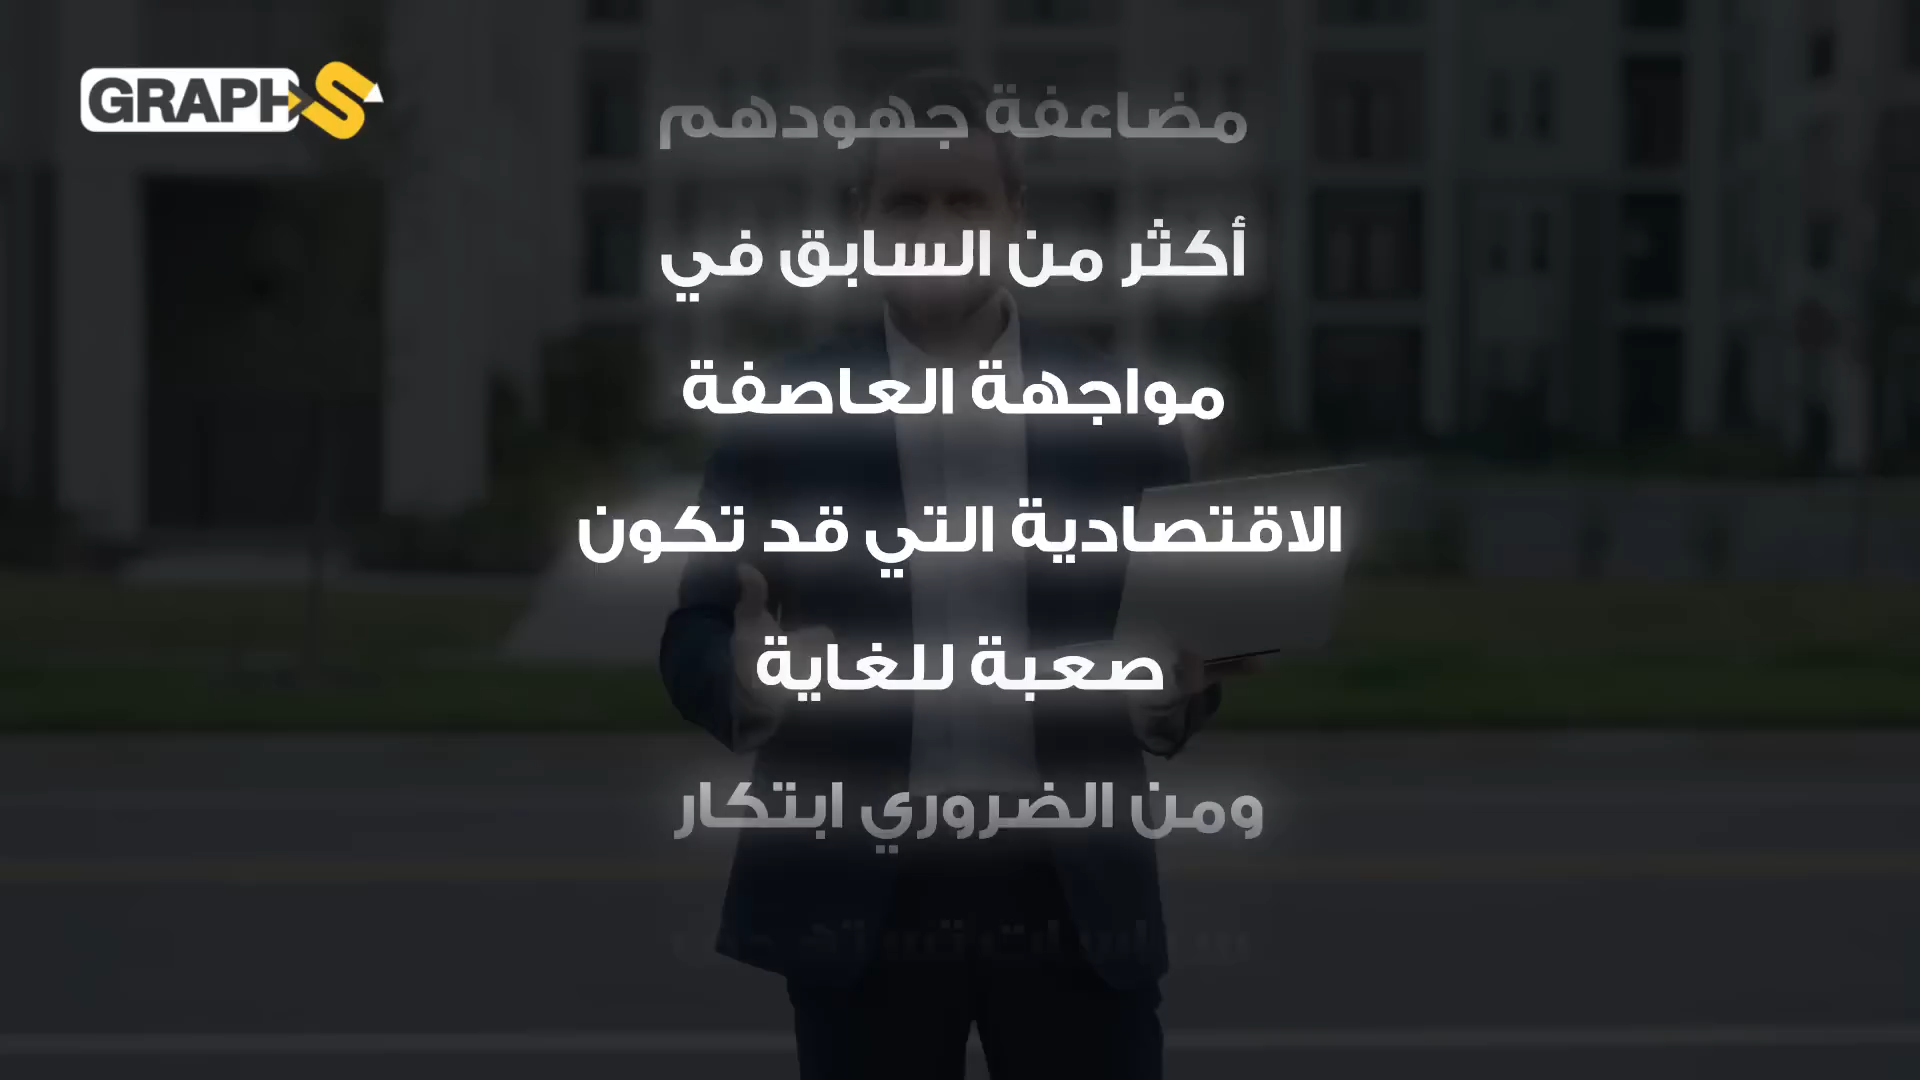 GRAPHS
مضاعفة جهودهم
أكثر من السابق في
مواجهة العاصفة
الاقتصادية التي قد تكون
صعبة للغاية
ومن الضروري ابتكار